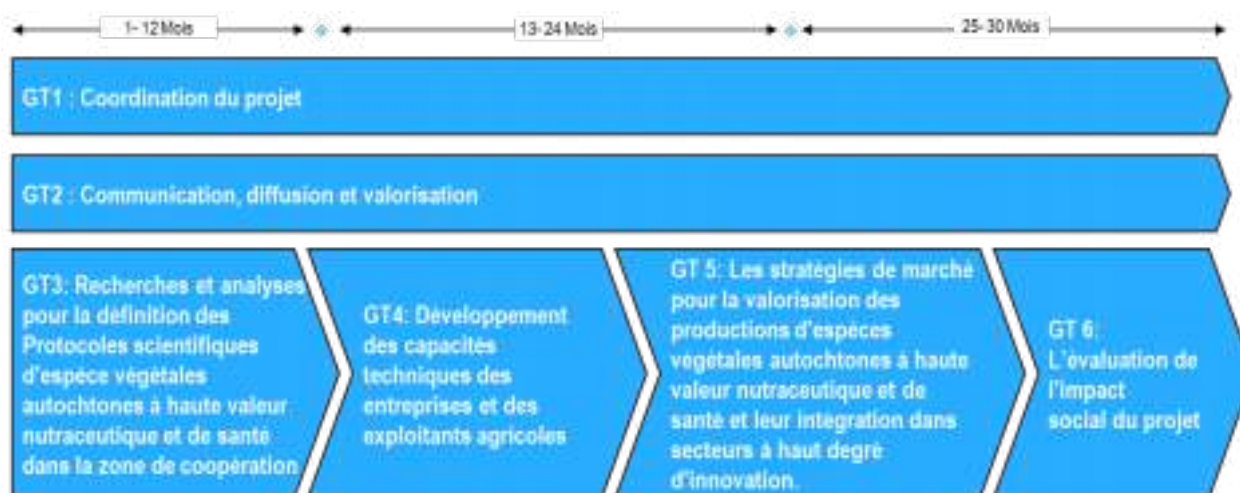 1- 12 Mois
13- 24 Mois
25- 30 Mois
GT1 : Coordination du projet
GT2 : Communication, diffusion et valorisation
GT3: Recherches et analyses
pour la définition des
Protocoles scientifiques
d'espèce végétales
autochtones à haute valeur
nutraceutique et de santé
dans la zone de coopération
GT4: Développement
des capacités
techniques des
entreprises et des
exploitants agricoles
GT 5: Les stratégies de marché
pour la valorisation des
productions d'espèces
végétales autochtones à haute
valeur nutraceutique et de
santé et leur intégration dans
secteurs à haut degré
d'innovation.
GT 6:
L'évaluation de
l'impact
social du projet